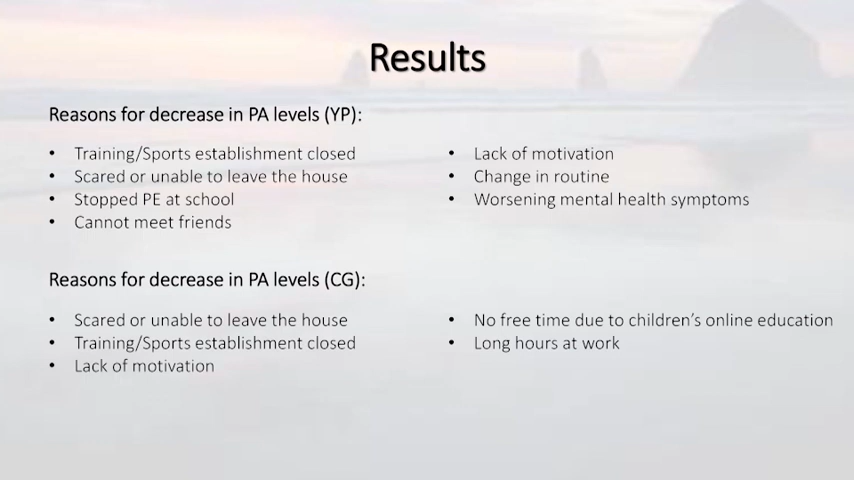 Results
Reasons for decrease in PA levels (YP):
• Training/Sports establishment closed
• Scared or unable to leave the house
• Stopped PE at school
• Cannot meet friends
• Lack of motivation
• Change in routine
• Worsening mental health symptoms
Reasons for decrease in PA levels (CG):
• Scared or unable to leave the house
• Training/Sports establishment closed
• Lack of motivation
• No free time due to children’s online education
• Long hours at work